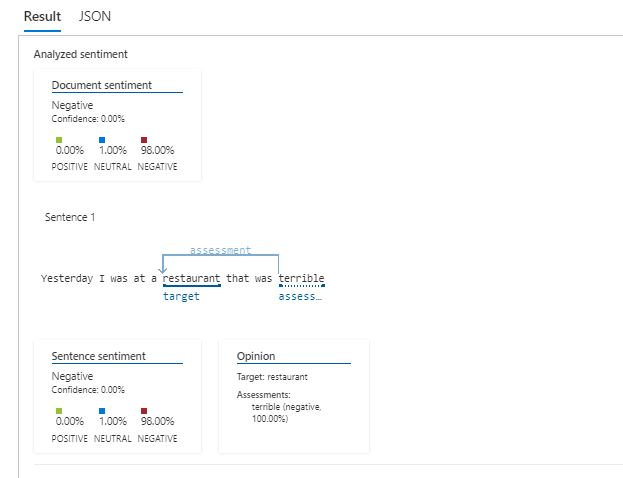 Result JSON
Analyzed sentiment
Document sentiment
Negative
Confidence: 0.00%
0.00% 1.00% 98.00%
POSITIVE NEUTRAL NEGATIVE
Sentence 1
assessment
Yesterday I was at a restaurant that was terrible
target assess...
Sentence sentiment
Negative
Confidence: 0.00%
0.00% 1.00% 98.00%
POSITIVE NEUTRAL NEGATIVE
Opinion
Target: restaurant
Assessments:
terrible (negative,
100.00%)